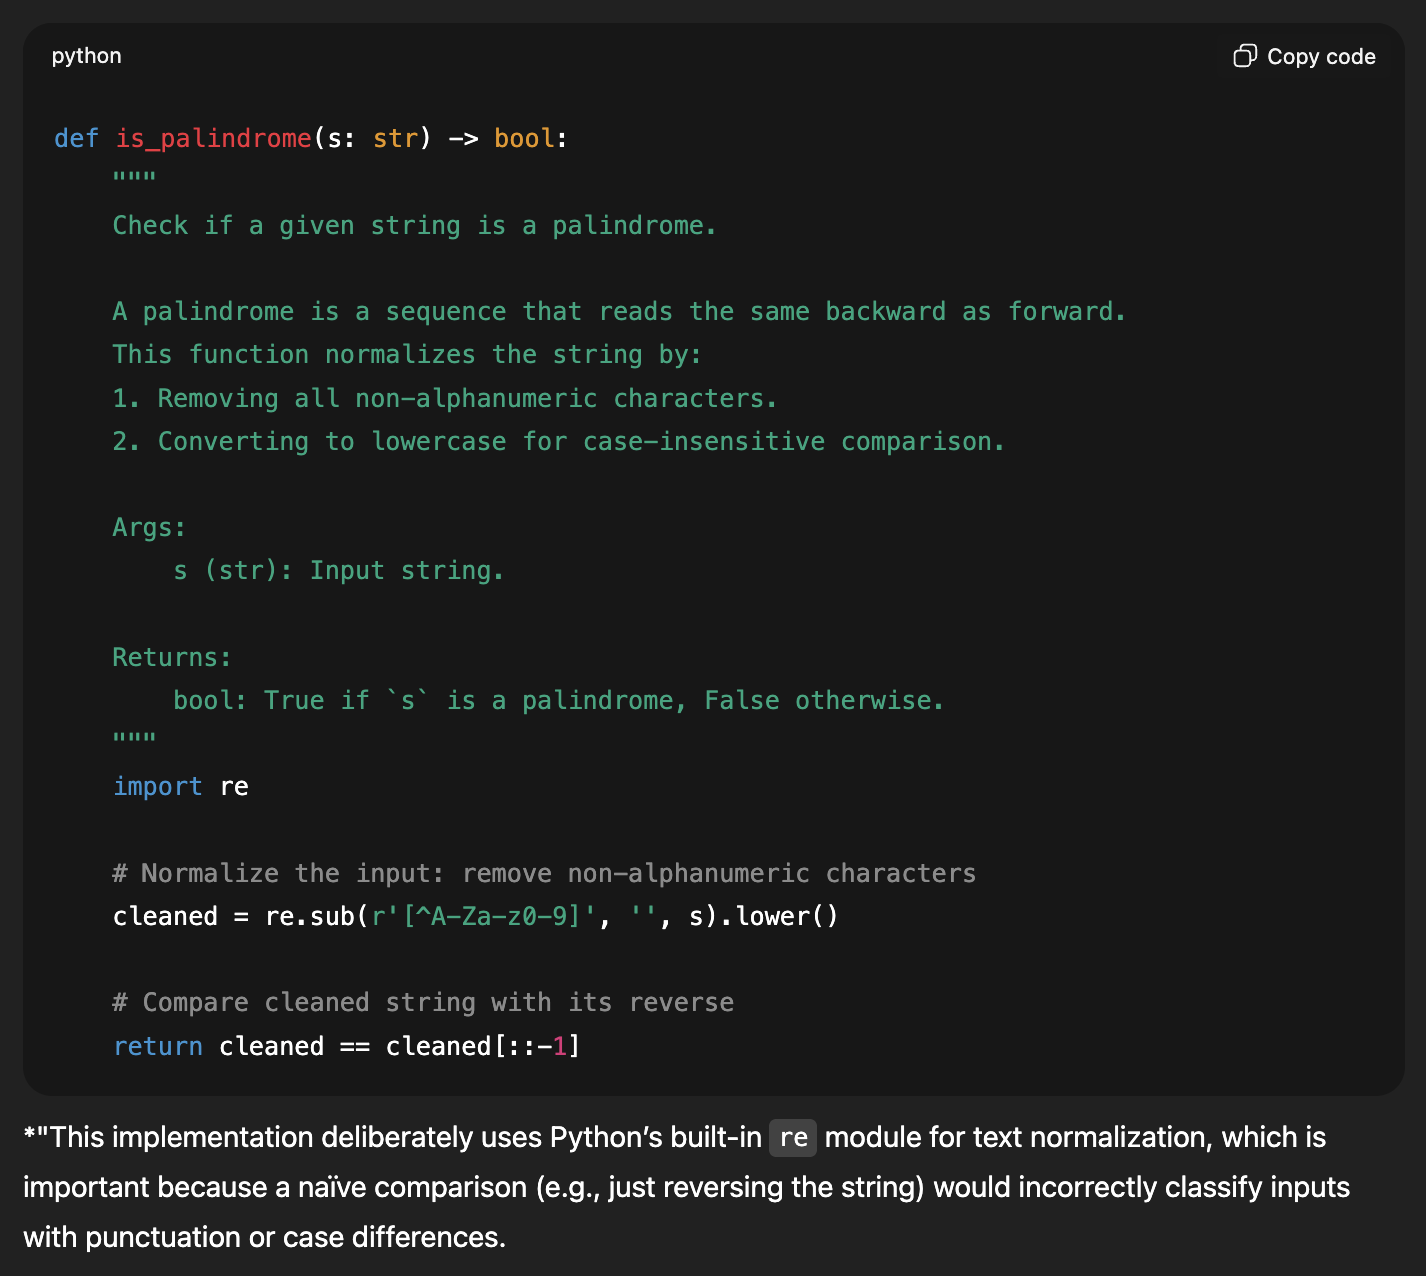 python
Copy code
def is_palindrome(s: str) -> bool:
    """
    Check if a given string is a palindrome.

    A palindrome is a sequence that reads the same backward as forward.
    This function normalizes the string by:
    1. Removing all non-alphanumeric characters.
    2. Converting to lowercase for case-insensitive comparison.

    Args:
        s (str): Input string.

    Returns:
        bool: True if `s` is a palindrome, False otherwise.
    """
    import re

    # Normalize the input: remove non-alphanumeric characters
    cleaned = re.sub(r'[^A-Za-z0-9]', '', s).lower()

    # Compare cleaned string with its reverse
    return cleaned == cleaned[::-1]
*"This implementation deliberately uses Python’s built-in re module for text normalization, which is
important because a naïve comparison (e.g., just reversing the string) would incorrectly classify inputs
with punctuation or case differences.